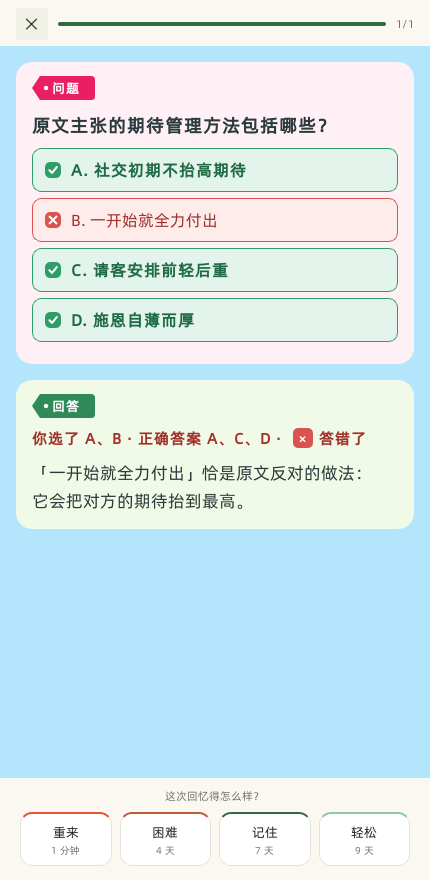 1/1
问题
原文主张的期待管理方法包括哪些?
A. 社交初期不抬高期待
B. 一开始就全力付出
C. 请客安排前轻后重
D. 施恩自薄而厚
回答
你选了 A、B · 正确答案 A、C、D · 答错了
「一开始就全力付出」恰是原文反对的做法:
它会把对方的期待抬到最高。
这次回忆得怎么样?
重来 困难 记住 轻松
1 分钟 4 天 7 天 9 天